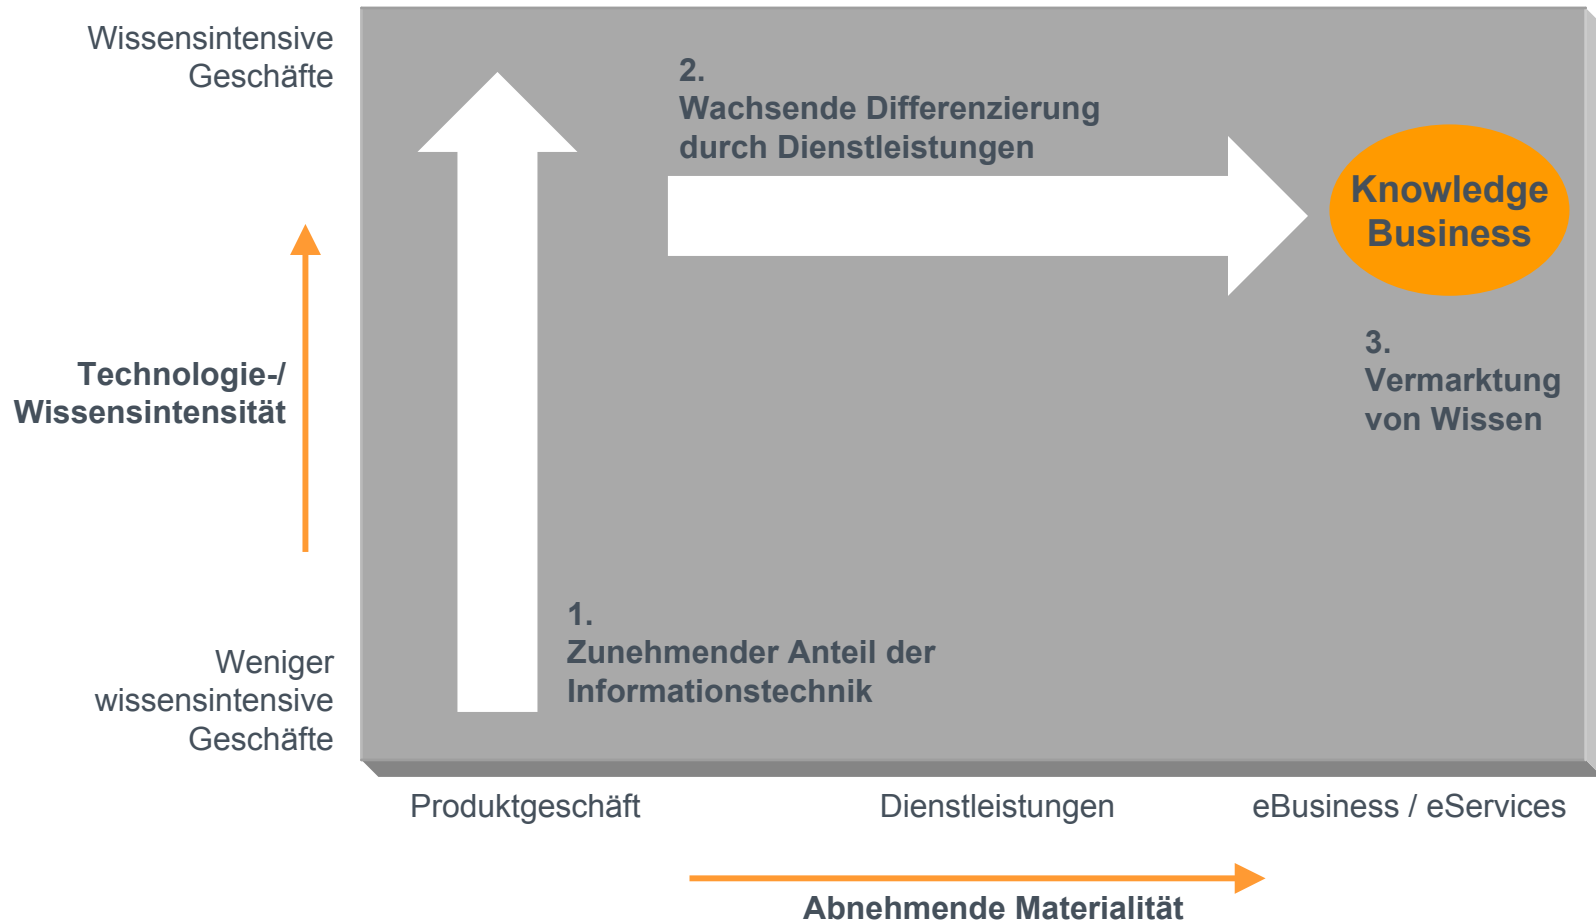 Wissensintensive
Geschäfte
2.
Wachsende Differenzierung
durch Dienstleistungen
Knowledge
Business
3.
Vermarktung
von Wissen
Technologie-/
Wissensintensität
1.
Zunehmender Anteil der
Informationstechnik
Weniger
wissensintensive
Geschäfte
Produktgeschäft
Dienstleistungen
eBusiness / eServices
Abnehmende Materialität